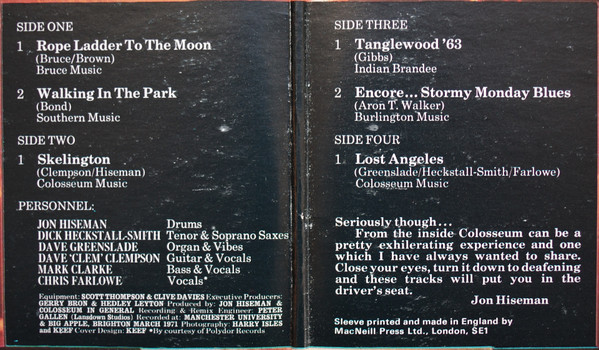 SIDE ONE
1 Rope Ladder To The Moon
(Bruce/Brown)
Bruce Music
2 Walking In The Park
(Bond)
Southern Music
SIDE TWO
1 Skelington
(Clempson/Hiseman)
Colosseum Music
PERSONNEL:
JON HISEMAN Drums
DICK HECKSTALL-SMITH Tenor & Soprano Saxes
DAVE GREENSLADE Organ & Vibes
DAVE 'CLEM' CLEMPSON Guitar & Vocals
MARK CLARKE Bass & Vocals
CHRIS FARLOWE Vocals*
Equipment: SCOTT THOMPSON & CLIVE DAVIES Executive Producers:
GERRY BRON & HEDLEY LEYTON Produced by: JON HISEMAN &
COLOSSEUM IN GENERAL Recording & Remix Engineer: PETER
GALLEN (Lansdown Studios) Recorded at: MANCHESTER UNIVERSITY
& BIG APPLE, BRIGHTON MARCH 1971 Photography: HARRY ISLES
and KEEF Cover Design: KEEF *By courtesy of Polydor Records
SIDE THREE
1 Tanglewood '63
(Gibbs)
Indian Brandee
2 Encore... Stormy Monday Blues
(Aron T. Walker)
Burlington Music
SIDE FOUR
1 Lost Angeles
(Greenslade/Heckstall-Smith/Farlowe)
Colosseum Music
Seriously though...
From the inside Colosseum can be a
pretty exhilerating experience and one
which I have always wanted to share.
Close your eyes, turn it down to deafening
and these tracks will put you in the
driver's seat.
Jon Hiseman
Sleeve printed and made in England by
MacNeill Press Ltd., London, SE1